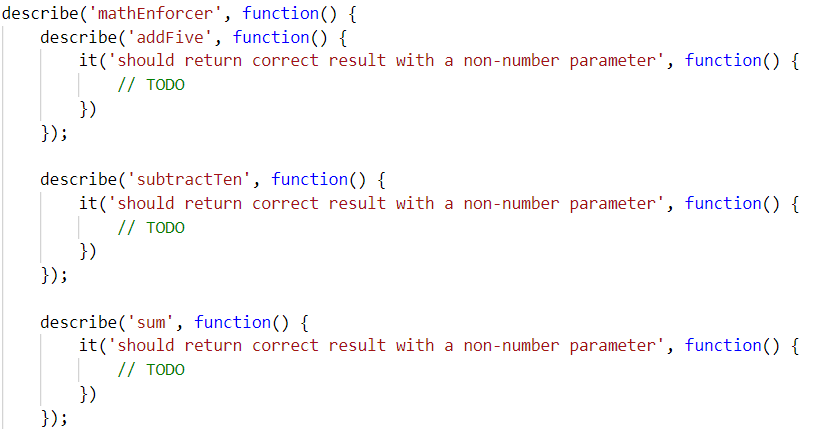 describe('mathEnforcer', function() {
    describe('addFive', function() {
        it('should return correct result with a non-number parameter', function() {
            // TODO
        })
    });

    describe('subtractTen', function() {
        it('should return correct result with a non-number parameter', function() {
            // TODO
        })
    });

    describe('sum', function() {
        it('should return correct result with a non-number parameter', function() {
            // TODO
        })
    });